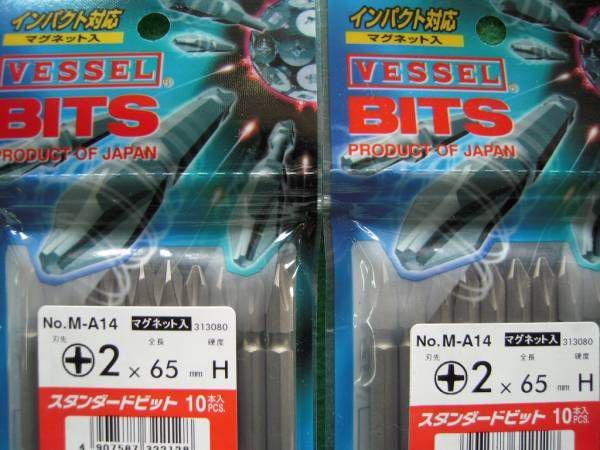 インパクト対応
マグネット入
VESSEL
BITS
PRODUCT OF JAPAN
No.M-A14 マグネット入 313080
刃先 全長 硬度
⊕2 × 65 mm H
スタンダードビット 10本入 PCS.
4 907587 322128
インパクト対応
マグネット入
VESSEL
BITS
PRODUCT OF JAPAN
No.M-A14 マグネット入 313080
刃先 全長 硬度
⊕2 × 65 mm H
スタンダードビット 10本入 PCS.